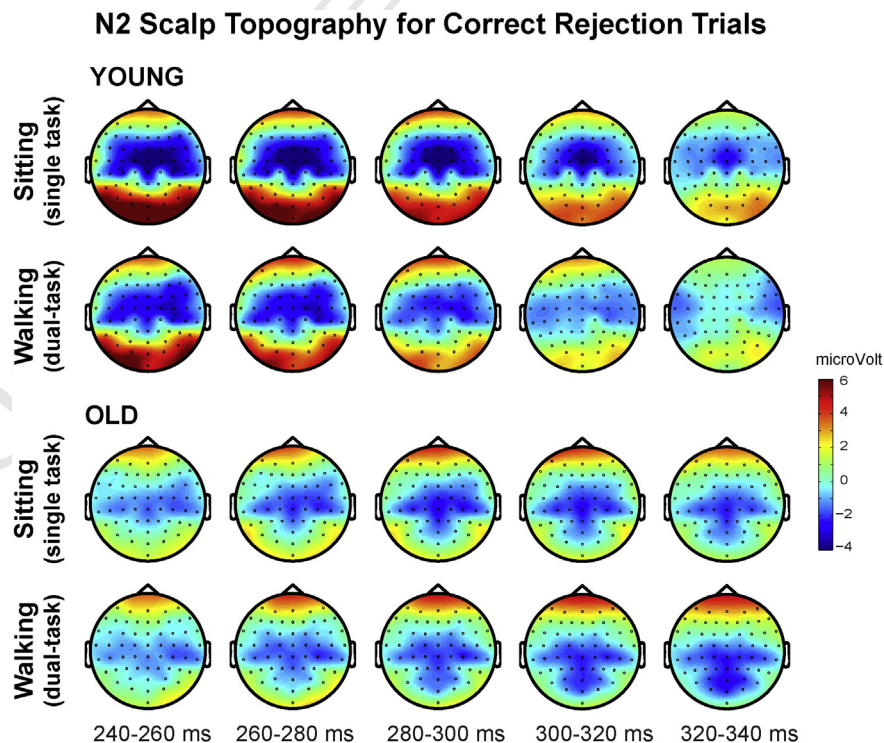 N2 Scalp Topography for Correct Rejection Trials
YOUNG
Sitting
(single task)
Walking
(dual-task)
microVolt
6
4
2
0
−2
−4
OLD
Sitting
(single task)
Walking
(dual-task)
240-260 ms 260-280 ms 280-300 ms 300-320 ms 320-340 ms